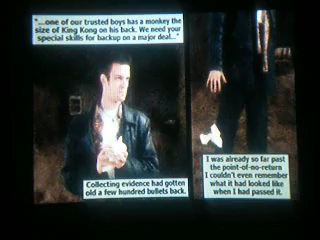 "...one of our trusted boys has a monkey the
size of King Kong on his back. We need your
special skills for backup on a major deal..."
Collecting evidence had gotten
old a few hundred bullets back.
I was already so far past
the point-of-no-return
I couldn't even remember
what it had looked like
when I had passed it.